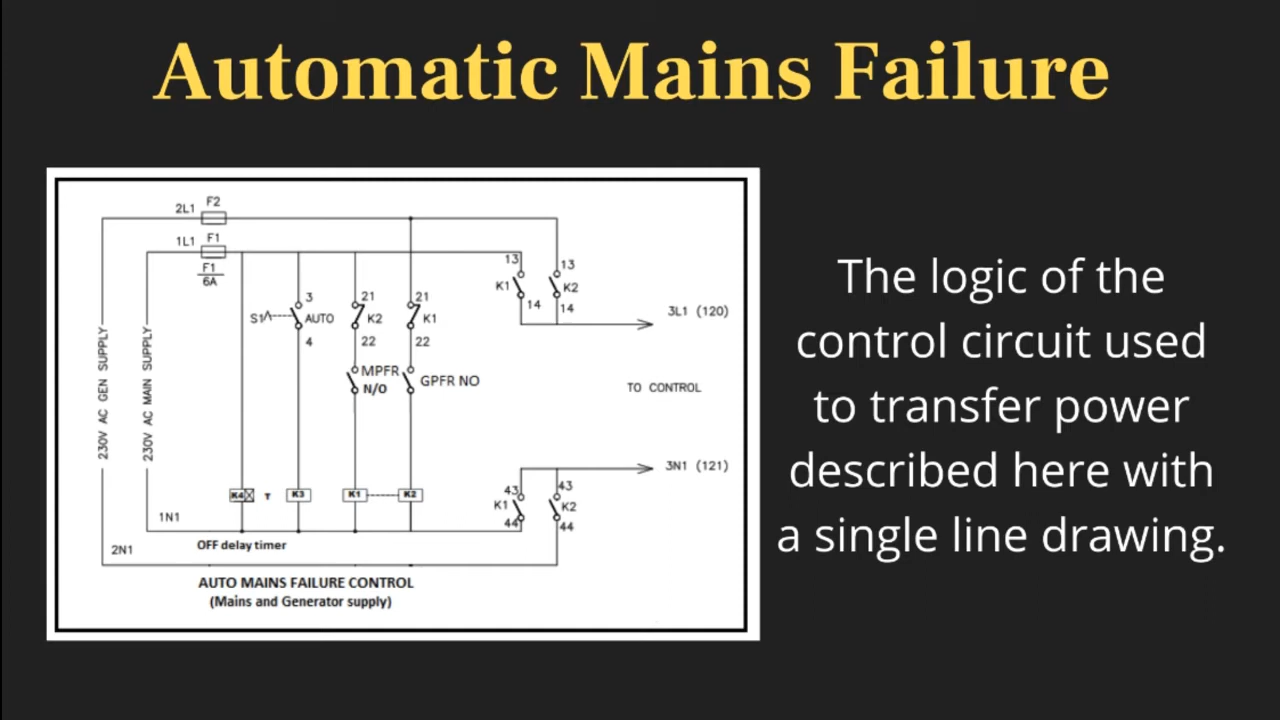 Automatic Mains Failure
2L1 F2
1L1 F1
F1
6A
230V AC GEN SUPPLY
230V AC MAIN SUPPLY
S1 3 AUTO 4
21 K2 22
21 K1 22
MPFR N/O
GPFR NO
13 K1 14
13 K2 14
3L1 (120)
TO CONTROL
3N1 (121)
43 K1 44
43 K2 44
K4 T K3 K1 K2
1N1
2N1
OFF delay timer
AUTO MAINS FAILURE CONTROL
(Mains and Generator supply)
The logic of the
control circuit used
to transfer power
described here with
a single line drawing.